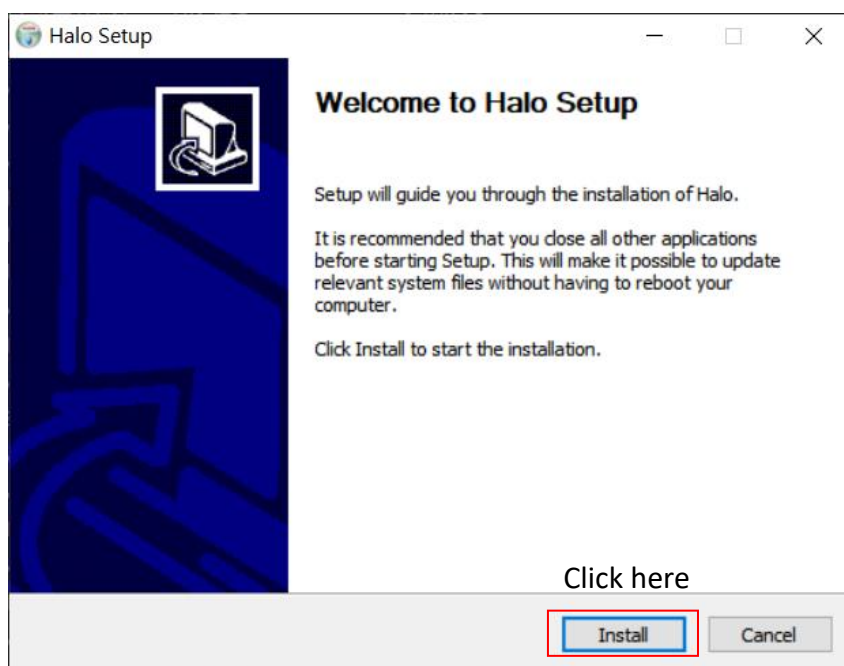 Halo Setup
Welcome to Halo Setup
Setup will guide you through the installation of Halo.
It is recommended that you close all other applications
before starting Setup. This will make it possible to update
relevant system files without having to reboot your
computer.
Click Install to start the installation.
Click here
Install Cancel